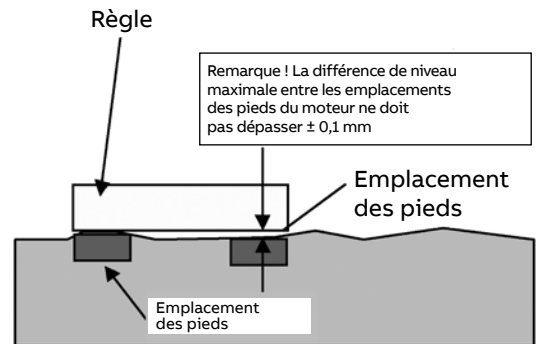 Règle
Remarque ! La différence de niveau
maximale entre les emplacements
des pieds du moteur ne doit
pas dépasser ± 0,1 mm
Emplacement
des pieds
Emplacement
des pieds